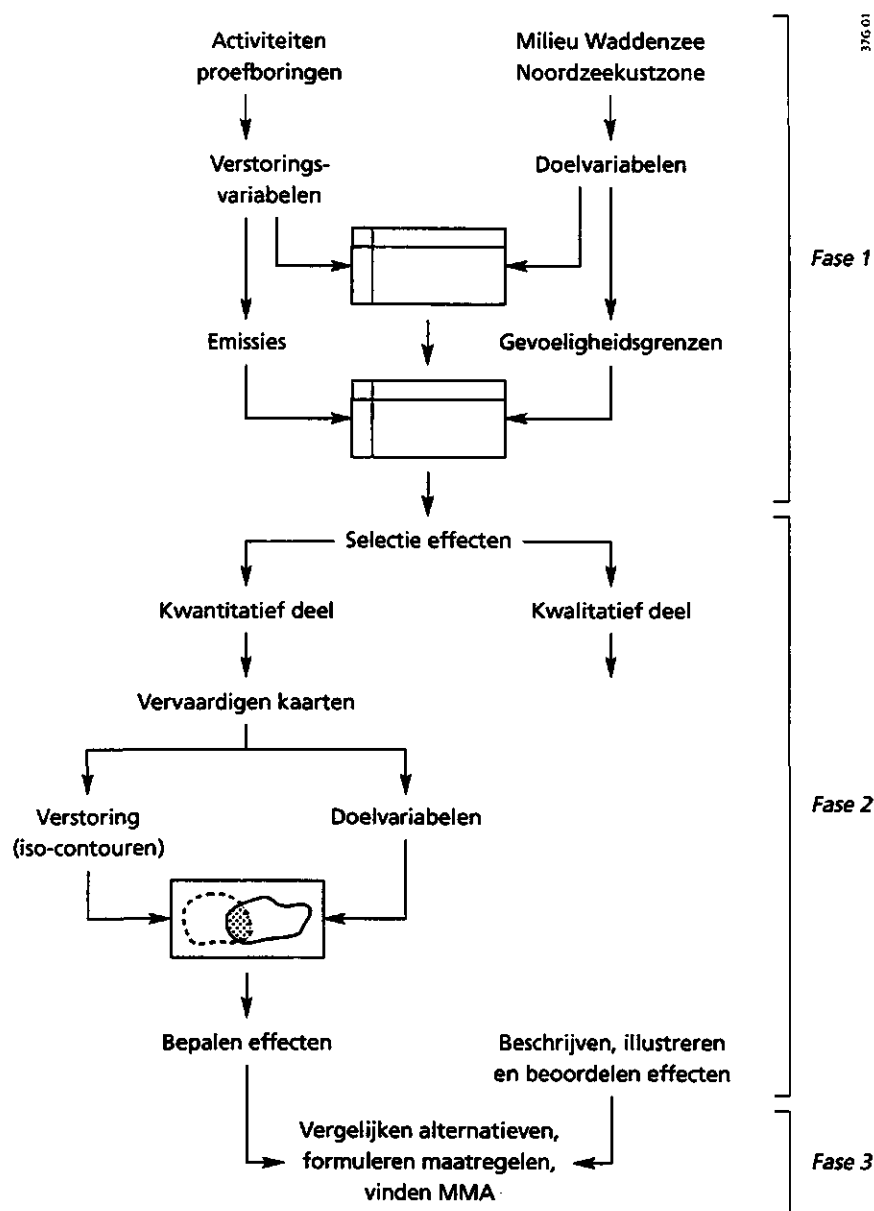 376 01
Activiteiten
proefboringen
Milieu Waddenzee
Noordzeekustzone
Verstorings-
variabelen
Doelvariabelen
Fase 1
Emissies
Gevoeligheidsgrenzen
Selectie effecten
Kwantitatief deel
Kwalitatief deel
Vervaardigen kaarten
Verstoring
(iso-contouren)
Doelvariabelen
Fase 2
Bepalen effecten
Beschrijven, illustreren
en beoordelen effecten
Vergelijken alternatieven,
formuleren maatregelen,
vinden MMA
Fase 3